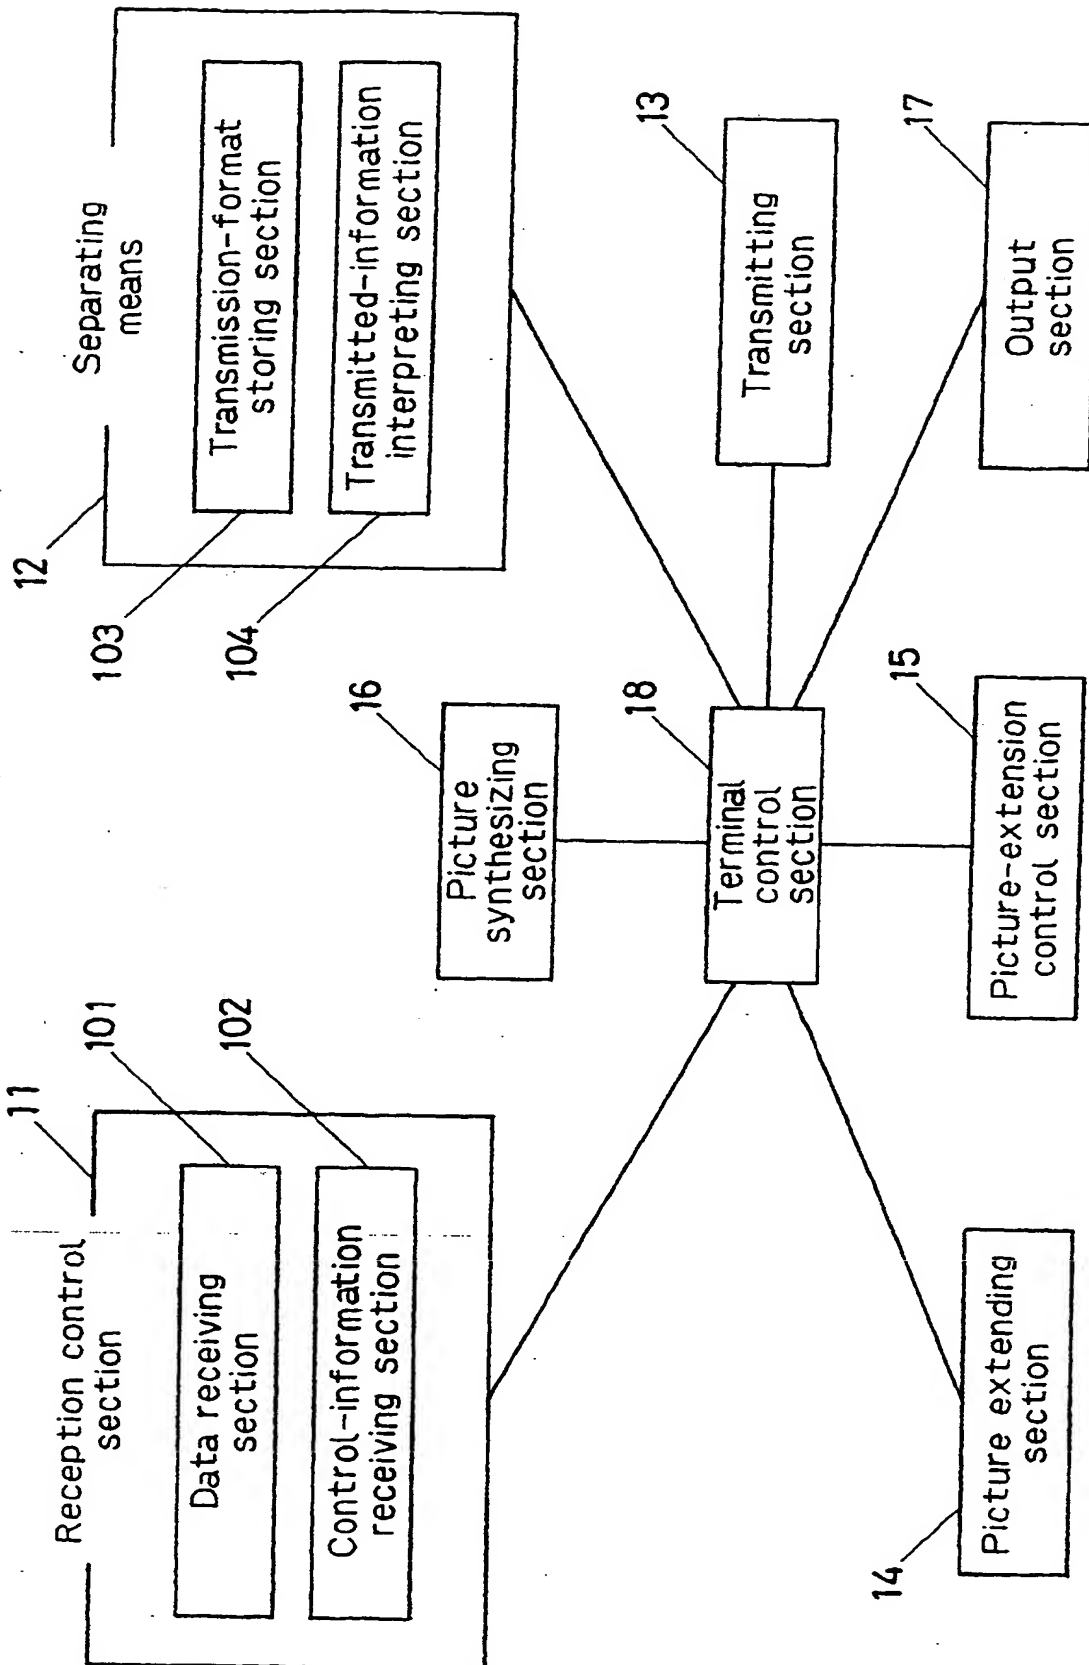 11
Reception control
section
101
Data receiving
section
102
Control-information
receiving section
12
Separating
means
103
Transmission-format
storing section
104
Transmitted-information
interpreting section
16
Picture
synthesizing
section
18
Terminal
control
section
13
Transmitting
section
14
Picture extending
section
15
Picture-extension
control section
17
Output
section